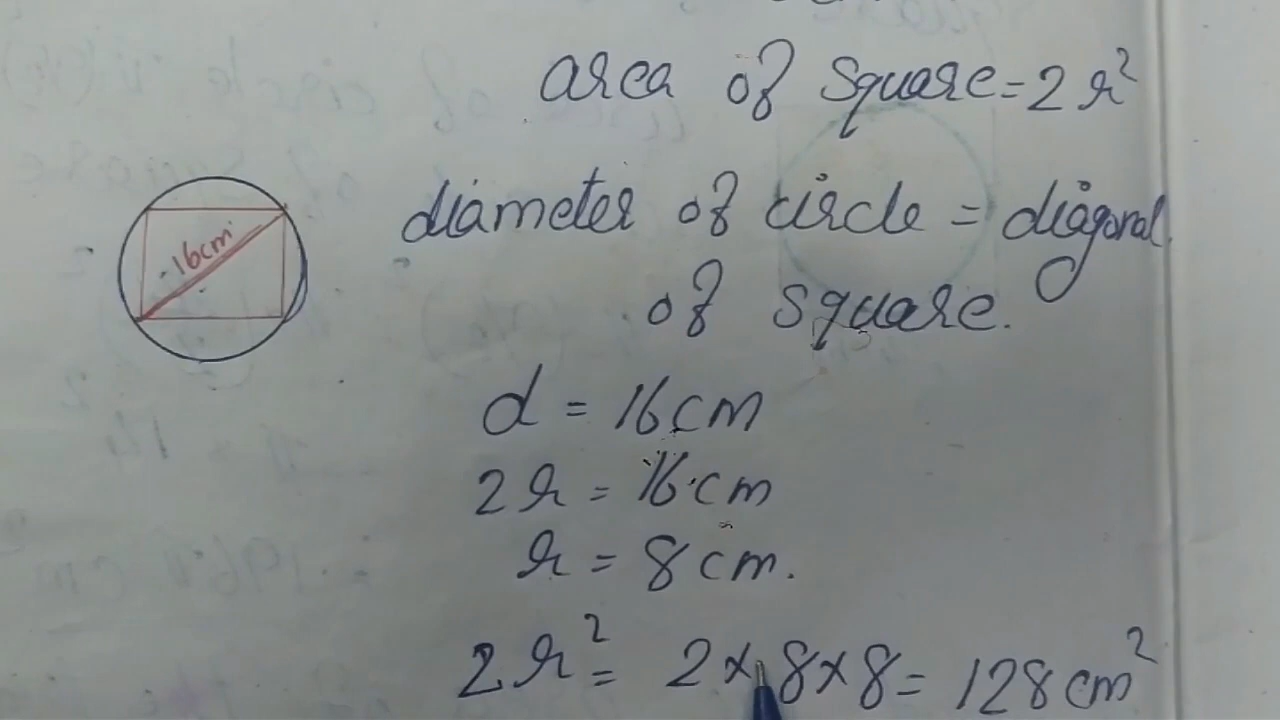 area of square = 2r²
diameter of circle = diagonal
of square.
16cm
d = 16cm
2r = 16cm
r = 8cm.
2r² = 2×8×8 = 128cm²